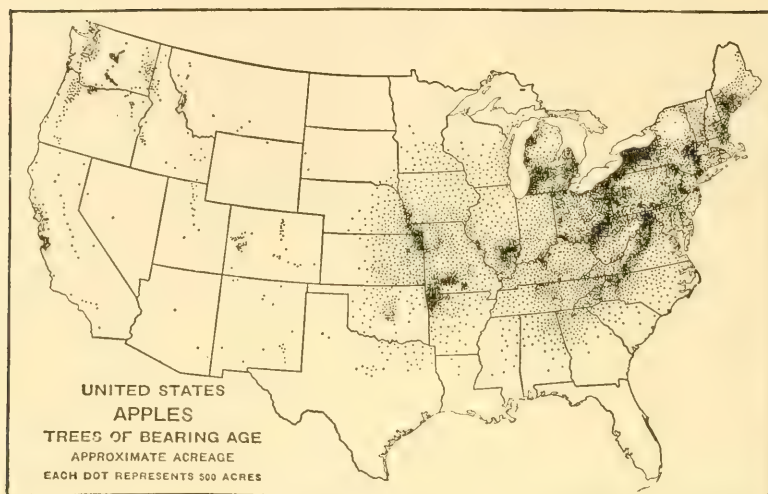 UNITED STATES
APPLES
TREES OF BEARING AGE
APPROXIMATE ACREAGE
EACH DOT REPRESENTS 500 ACRES